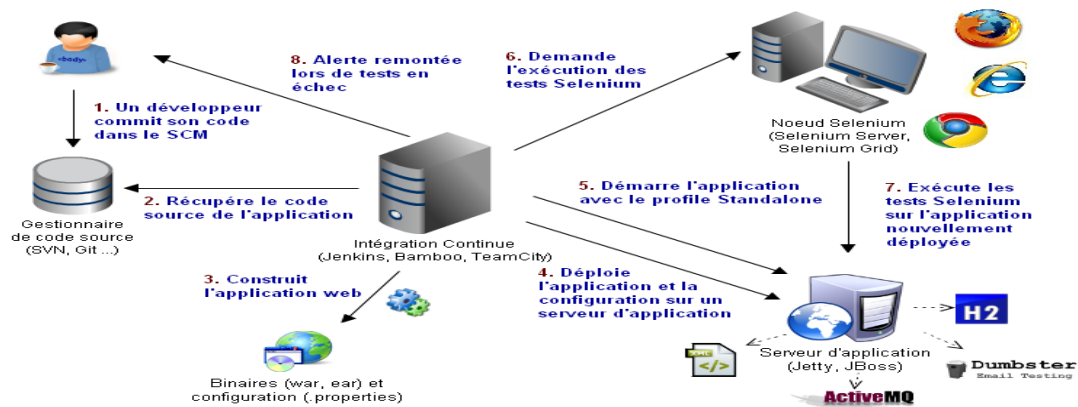 <body>
1. Un développeur
commit son code
dans le SCM
8. Alerte remontée
lors de tests en
échec
6. Demande
l'exécution des
tests Selenium
Noeud Selenium
(Selenium Server,
Selenium Grid)
2. Récupére le code
source de l'application
Gestionnaire
de code source
(SVN, Git ...)
Intégration Continue
(Jenkins, Bamboo, TeamCity)
5. Démarre l'application
avec le profile Standalone
7. Exécute les
tests Selenium
sur l'application
nouvellement
déployée
3. Construit
l'application web
4. Déploie
l'application et la
configuration sur un
serveur d'application
Binaires (war, ear) et
configuration (.properties)
H2
XML
</>
Serveur d'application
(Jetty, JBoss)
Dumbster
Email Testing
ActiveMQ